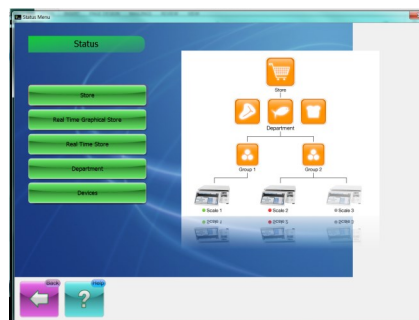 Status Menu
Status
Store
Real Time Graphical Store
Real Time Store
Department
Devices
Store
Department
Group 1
Group 2
Scale 1
Scale 2
Scale 3
Back
Help